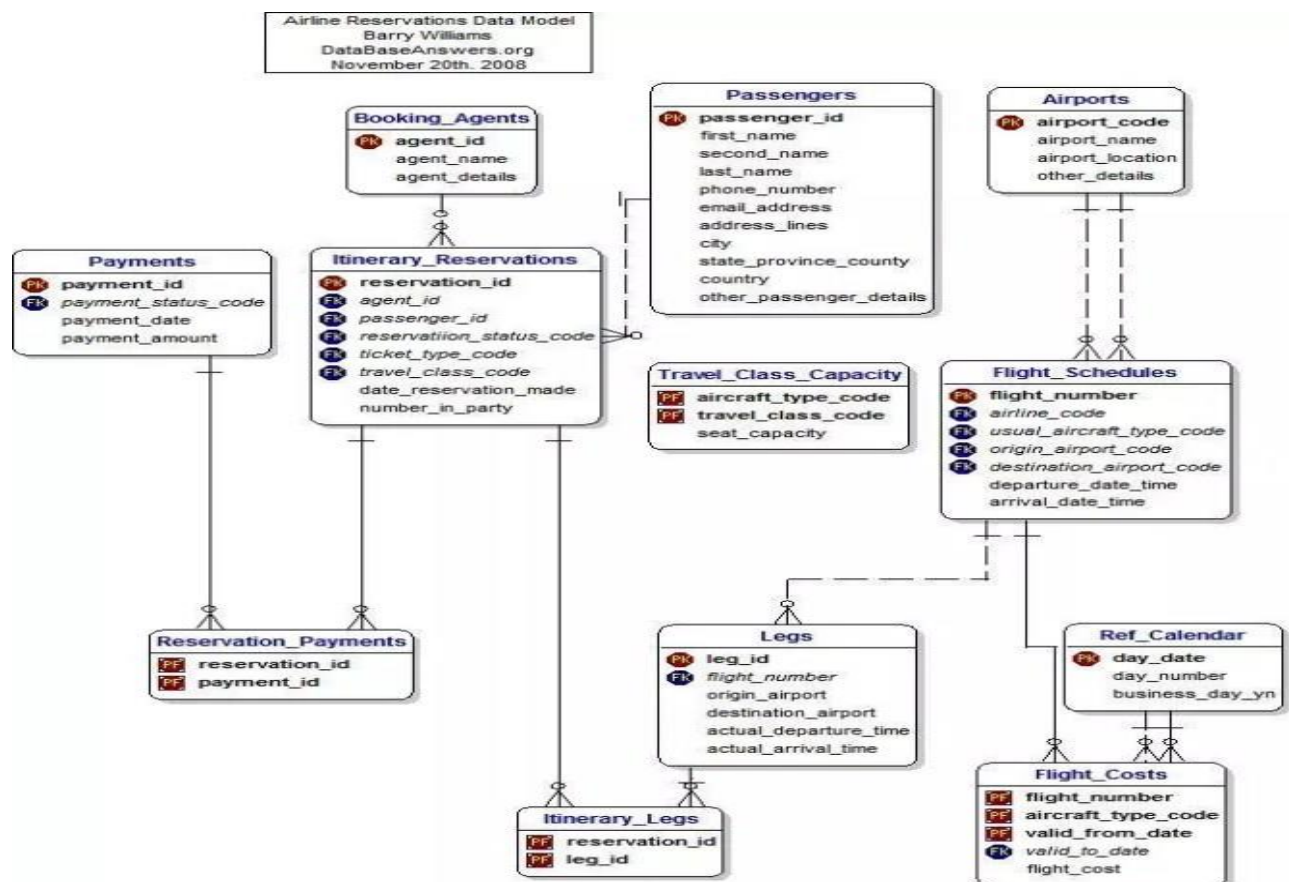 Airline Reservations Data Model
Barry Williams
DataBaseAnswers.org
November 20th. 2008
Booking_Agents
PK agent_id
agent_name
agent_details
Passengers
PK passenger_id
first_name
second_name
last_name
phone_number
email_address
address_lines
city
state_province_county
country
other_passenger_details
Airports
PK airport_code
airport_name
airport_location
other_details
Payments
PK payment_id
FK payment_status_code
payment_date
payment_amount
Itinerary_Reservations
PK reservation_id
FK agent_id
FK passenger_id
FK reservatiion_status_code
FK ticket_type_code
FK travel_class_code
date_reservation_made
number_in_party
Travel_Class_Capacity
PF aircraft_type_code
PF travel_class_code
seat_capacity
Flight_Schedules
PK flight_number
FK airline_code
FK usual_aircraft_type_code
FK origin_airport_code
FK destination_airport_code
departure_date_time
arrival_date_time
Reservation_Payments
PF reservation_id
PF payment_id
Legs
PK leg_id
FK flight_number
origin_airport
destination_airport
actual_departure_time
actual_arrival_time
Ref_Calendar
PK day_date
day_number
business_day_yn
Itinerary_Legs
PF reservation_id
PF leg_id
Flight_Costs
PF flight_number
PF aircraft_type_code
PF valid_from_date
FK valid_to_date
flight_cost